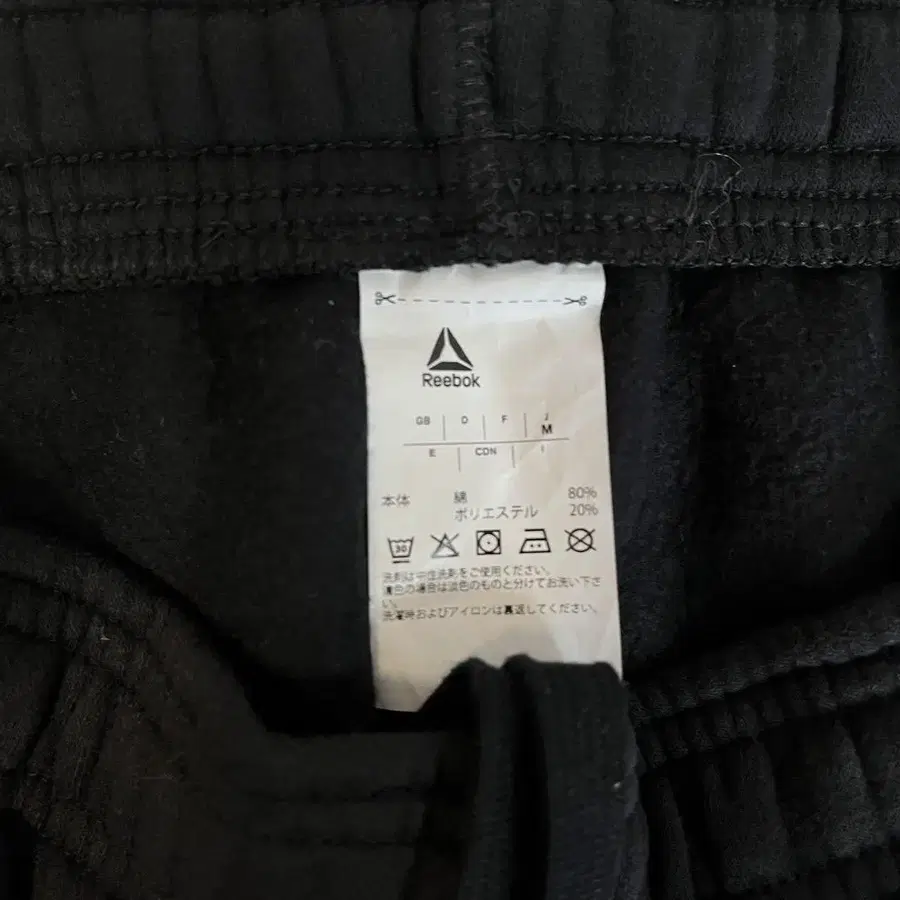 Reebok
GB D F J
M
E CDN I
本体 綿 80%
ポリエステル 20%
30
洗剤は中性洗剤をご使用ください。
濃色の場合は淡色のものと分けてお洗い下さ
い。
洗濯時およびアイロンは裏返してください。